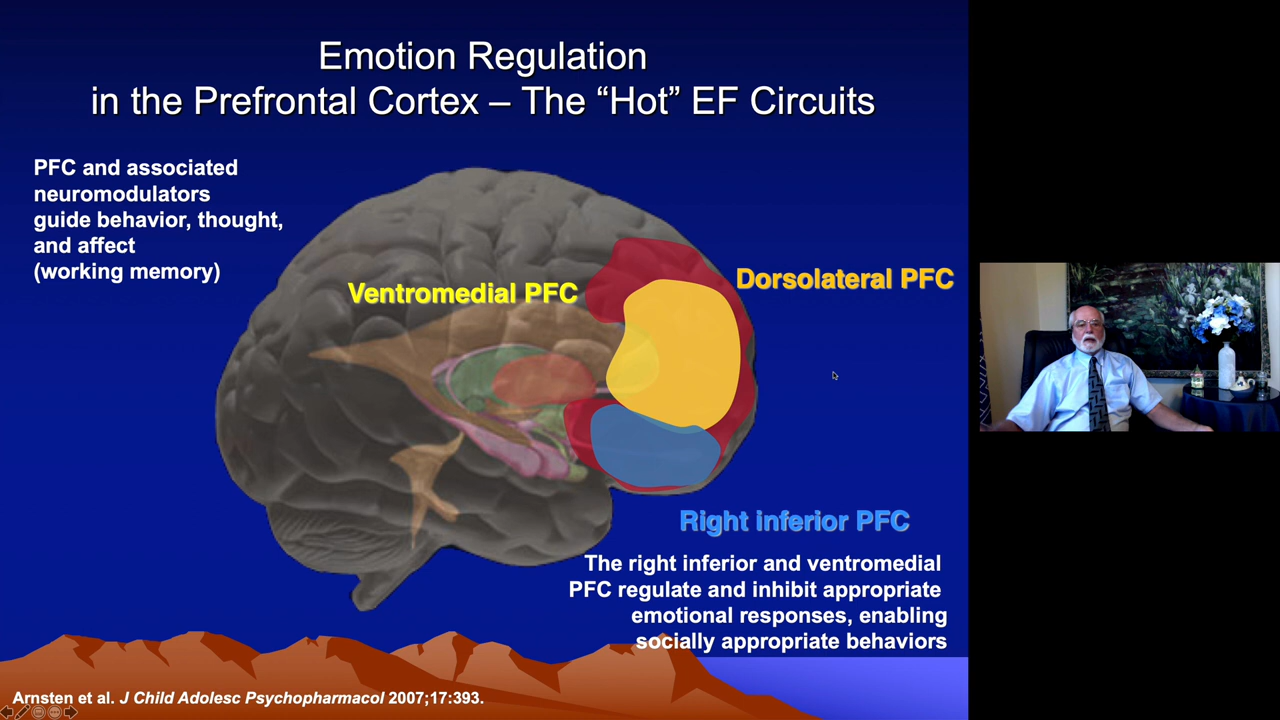 Emotion Regulation
in the Prefrontal Cortex – The “Hot” EF Circuits
PFC and associated
neuromodulators
guide behavior, thought,
and affect
(working memory)
Ventromedial PFC
Dorsolateral PFC
Right inferior PFC
The right inferior and ventromedial
PFC regulate and inhibit appropriate
emotional responses, enabling
socially appropriate behaviors
Arnsten et al. J Child Adolesc Psychopharmacol 2007;17:393.